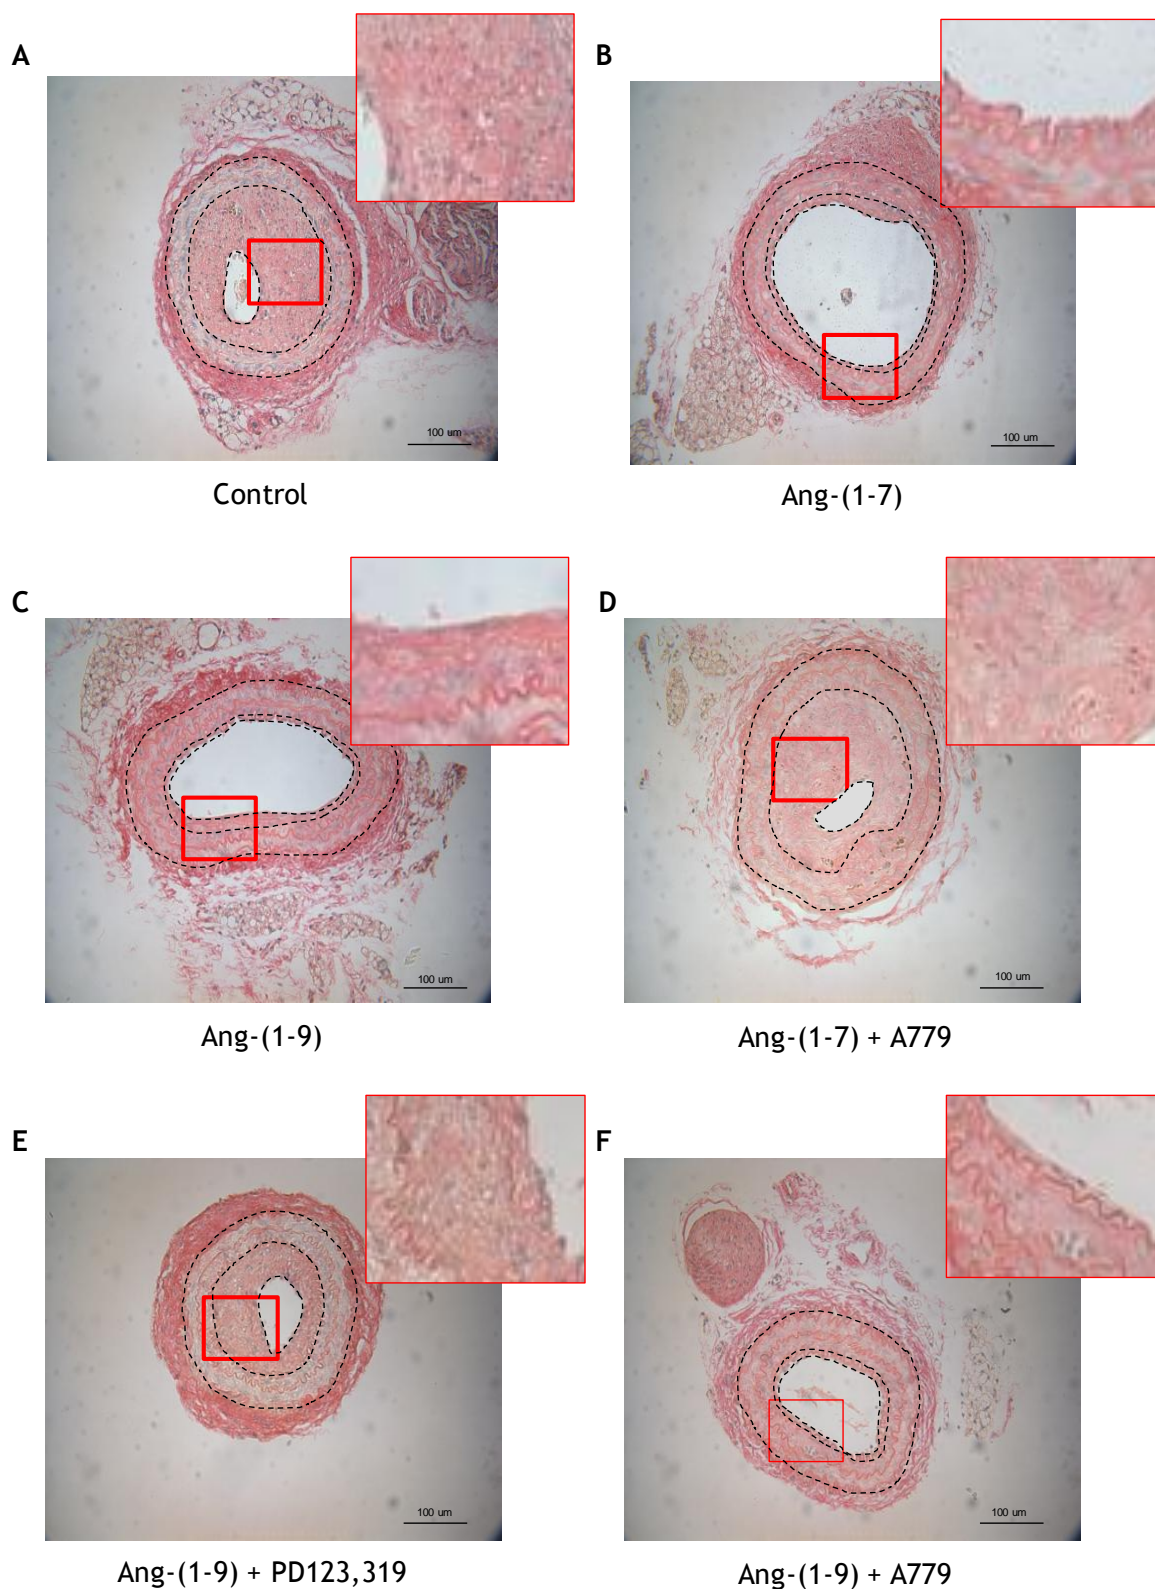 A
B
100 um
100 um
Control
Ang-(1-7)
C
D
100 um
100 um
Ang-(1-9)
Ang-(1-7) + A779
E
F
100 um
100 um
Ang-(1-9) + PD123,319
Ang-(1-9) + A779